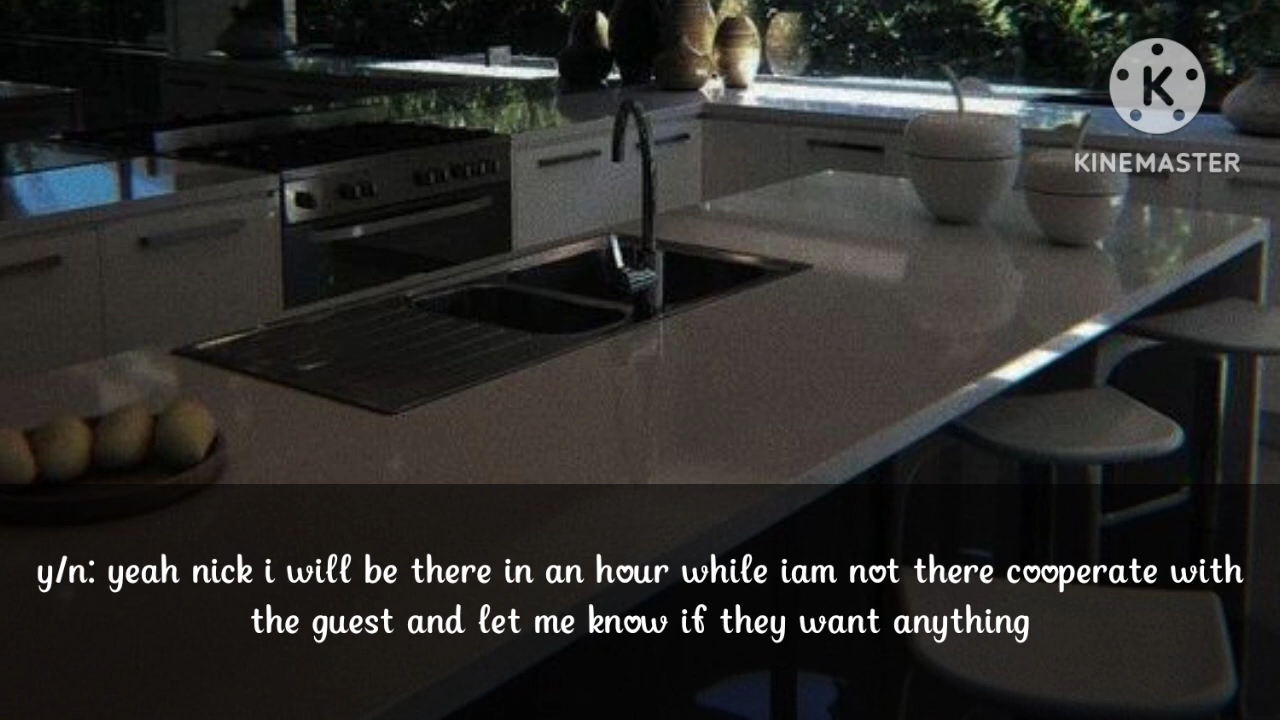 K
KINEMASTER
y/n: yeah nick i will be there in an hour while iam not there cooperate with
the guest and let me know if they want anything